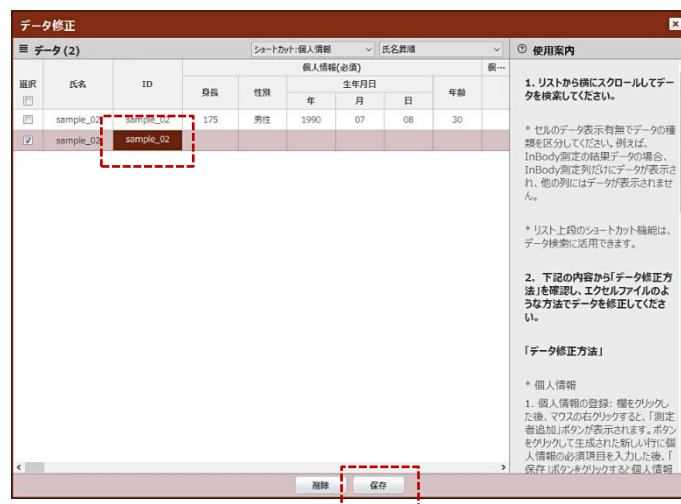 データ修正
データ (2)
ショートカット:個人情報
氏名昇順
選択
氏名
ID
個人情報(必須)
個…
身長
性別
生年月日
年齢
年
月
日
sample_02
sample_02
175
男性
1990
07
08
30
sample_02
sample_02
削除
保存
? 使用案内
1. リストから横にスクロールしてデー
タを検索してください。
* セルのデータ表示有無でデータの種
類を区分してください。例えば、
InBody測定の結果データの場合、
InBody測定列だけにデータが表示さ
れ、他の列にはデータが表示されませ
ん。
* リスト上段のショートカット機能は、
データ検索に活用できます。
2. 下記の内容から「データ修正方
法」を確認し、エクセルファイルのよ
うな方法でデータを修正してくださ
い。
「データ修正方法」
* 個人情報
1. 個人情報の登録: 欄をクリックし
た後、マウスの右クリックすると、「測定
者追加」ボタンが表示されます。ボタン
をクリックして生成された新しい行に個
人情報の必須項目を入力した後、「
保存」ボタンをクリックすると個人情報